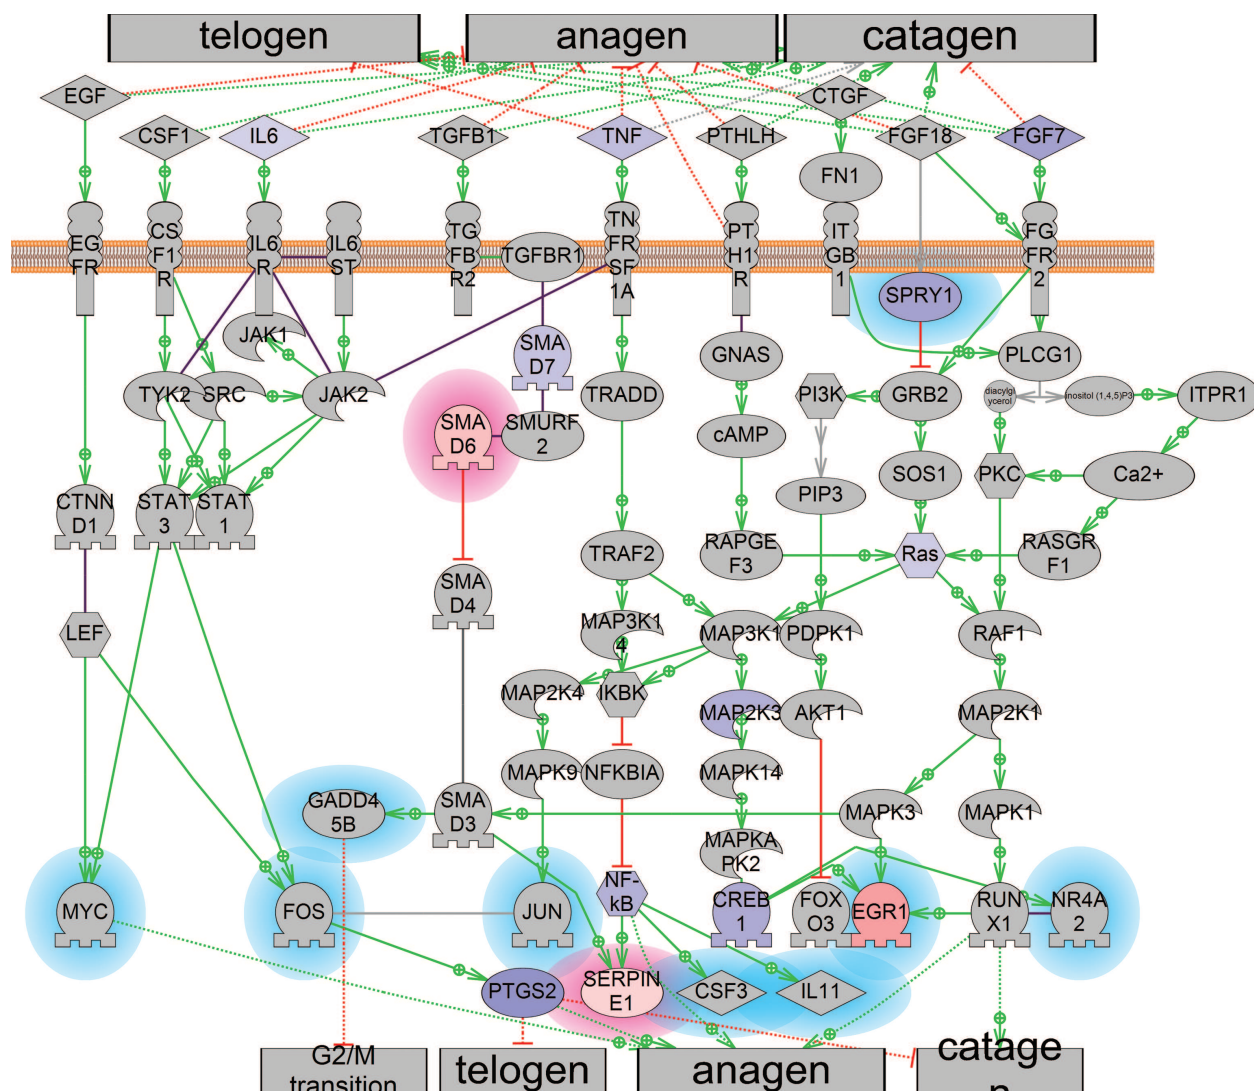 telogen
anagen
catagen
EGF
CTGF
CSF1
IL6
TGFB1
TNF
PTHLH
FGF18
FGF7
FN1
EG
FR
CS
F1
R
IL6
R
IL6
ST
TG
FB
R2
TGFBR1
TN
FR
SF
1A
PT
H1
R
IT
GB
1
FG
FR
2
SPRY1
JAK1
SMA
D7
GNAS
PLCG1
TYK2
SRC
JAK2
TRADD
PI3K
GRB2
diacylgl
ycerol
inositol (1,4,5)P3
ITPR1
SMA
D6
SMURF
2
cAMP
SOS1
PKC
Ca2+
PIP3
CTNN
D1
STAT
3
STAT
1
TRAF2
RAPGE
F3
Ras
RASGR
F1
SMA
D4
LEF
MAP3K1
4
MAP3K1
PDPK1
RAF1
MAP2K4
IKBK
MAP2K3
AKT1
MAP2K1
MAPK9
NFKBIA
MAPK14
GADD4
5B
SMA
D3
MAPK3
MAPK1
MAPKA
PK2
MYC
FOS
JUN
NF-
kB
CREB
1
FOX
O3
EGR1
RUN
X1
NR4A
2
PTGS2
SERPIN
E1
CSF3
IL11
G2/M
transition
telogen
anagen
catage
n